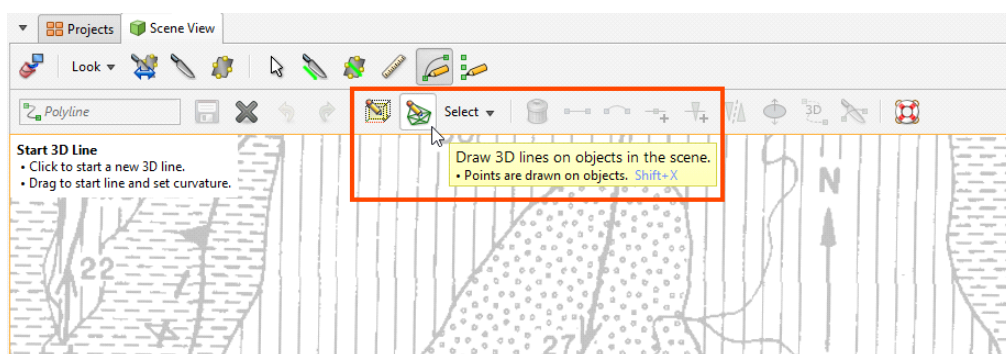 Projects Scene View
Look
Polyline
Select
3D
Start 3D Line
• Click to start a new 3D line.
• Drag to start line and set curvature.
Draw 3D lines on objects in the scene.
• Points are drawn on objects. Shift+X
N
22
27